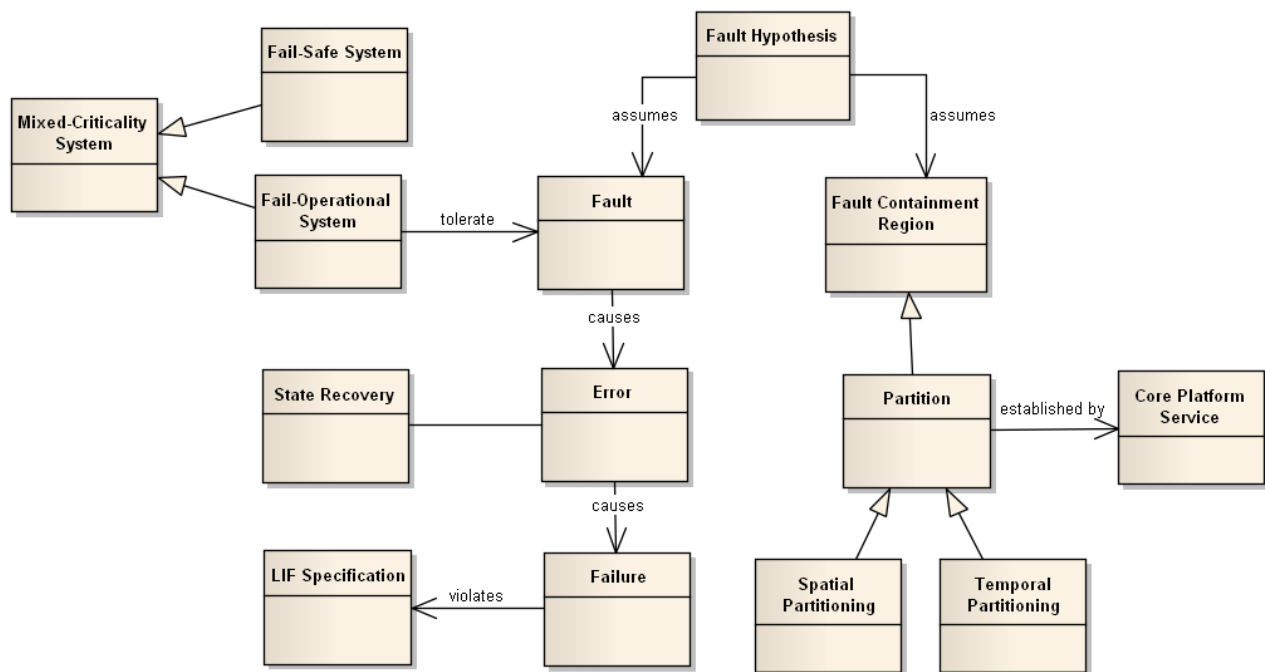 Fail-Safe System
Fault Hypothesis
Mixed-Criticality
System
assumes
assumes
Fail-Operational
System
tolerate
Fault
Fault Containment
Region
causes
State Recovery
Error
Partition
established by
Core Platform
Service
causes
LIF Specification
violates
Failure
Spatial
Partitioning
Temporal
Partitioning